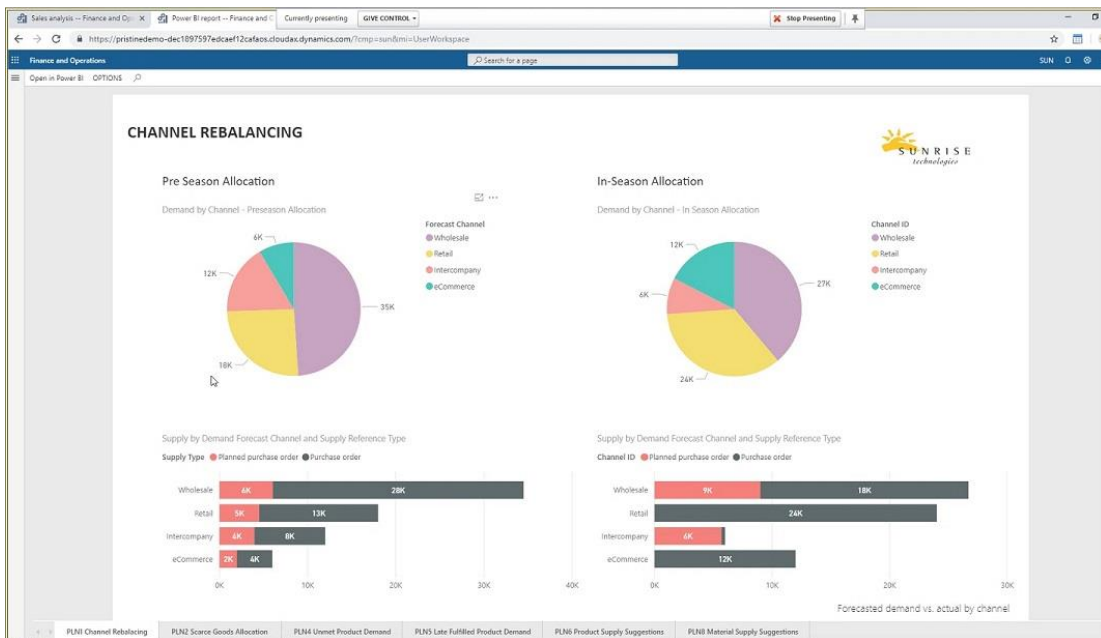 Sales analysis -- Finance and Ope
Power BI report -- Finance and C
Currently presenting
GIVE CONTROL
Stop Presenting
https://pristinedemo-dec1897597edcaef12cafaos.cloudax.dynamics.com/?cmp=sun&mi=UserWorkspace
Finance and Operations
Search for a page
SUN
Open in Power BI OPTIONS
CHANNEL REBALANCING
SUNRISE
technologies
Pre Season Allocation
Demand by Channel - Preseason Allocation
Forecast Channel
Wholesale
Retail
Intercompany
eCommerce
6K
12K
35K
18K
In-Season Allocation
Demand by Channel - In Season Allocation
Channel ID
Wholesale
Retail
Intercompany
eCommerce
12K
6K
27K
24K
Supply by Demand Forecast Channel and Supply Reference Type
Supply Type Planned purchase order Purchase order
Wholesale 6K 28K
Retail 5K 13K
Intercompany 4K 8K
eCommerce 2K 4K
0K 10K 20K 30K 40K
Supply by Demand Forecast Channel and Supply Reference Type
Channel ID Planned purchase order Purchase order
Wholesale 9K 18K
Retail 24K
Intercompany 6K
eCommerce 12K
0K 10K 20K 30K
Forecasted demand vs. actual by channel
PLN1 Channel Rebalacing
PLN2 Scarce Goods Allocation
PLN4 Unmet Product Demand
PLN5 Late Fulfilled Product Demand
PLN6 Product Supply Suggestions
PLN8 Material Supply Suggestions